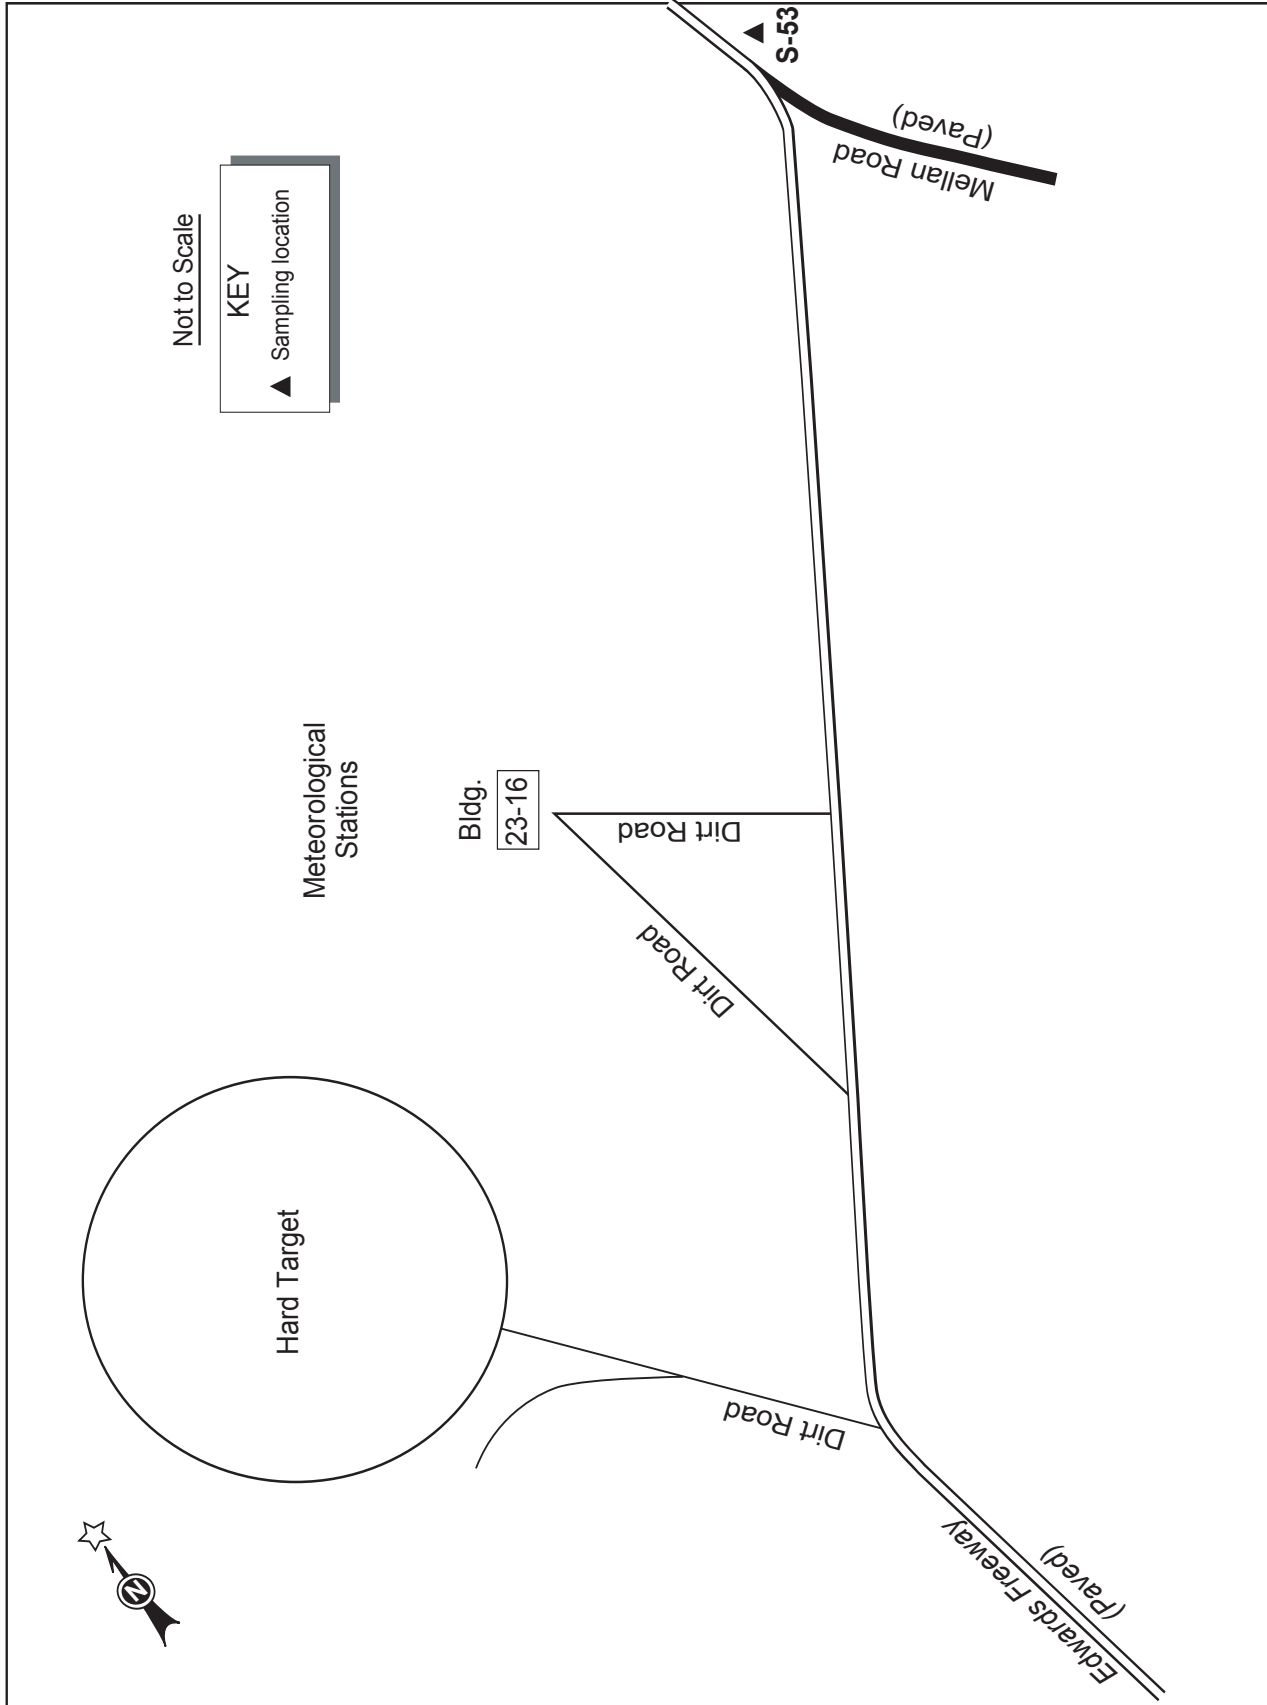 Not to Scale
KEY
Sampling location
S-53
Mellan Road
(Paved)
Meteorological
Stations
Bldg.
23-16
Dirt Road
Dirt Road
Hard Target
Dirt Road
N
Edwards Freeway
(Paved)